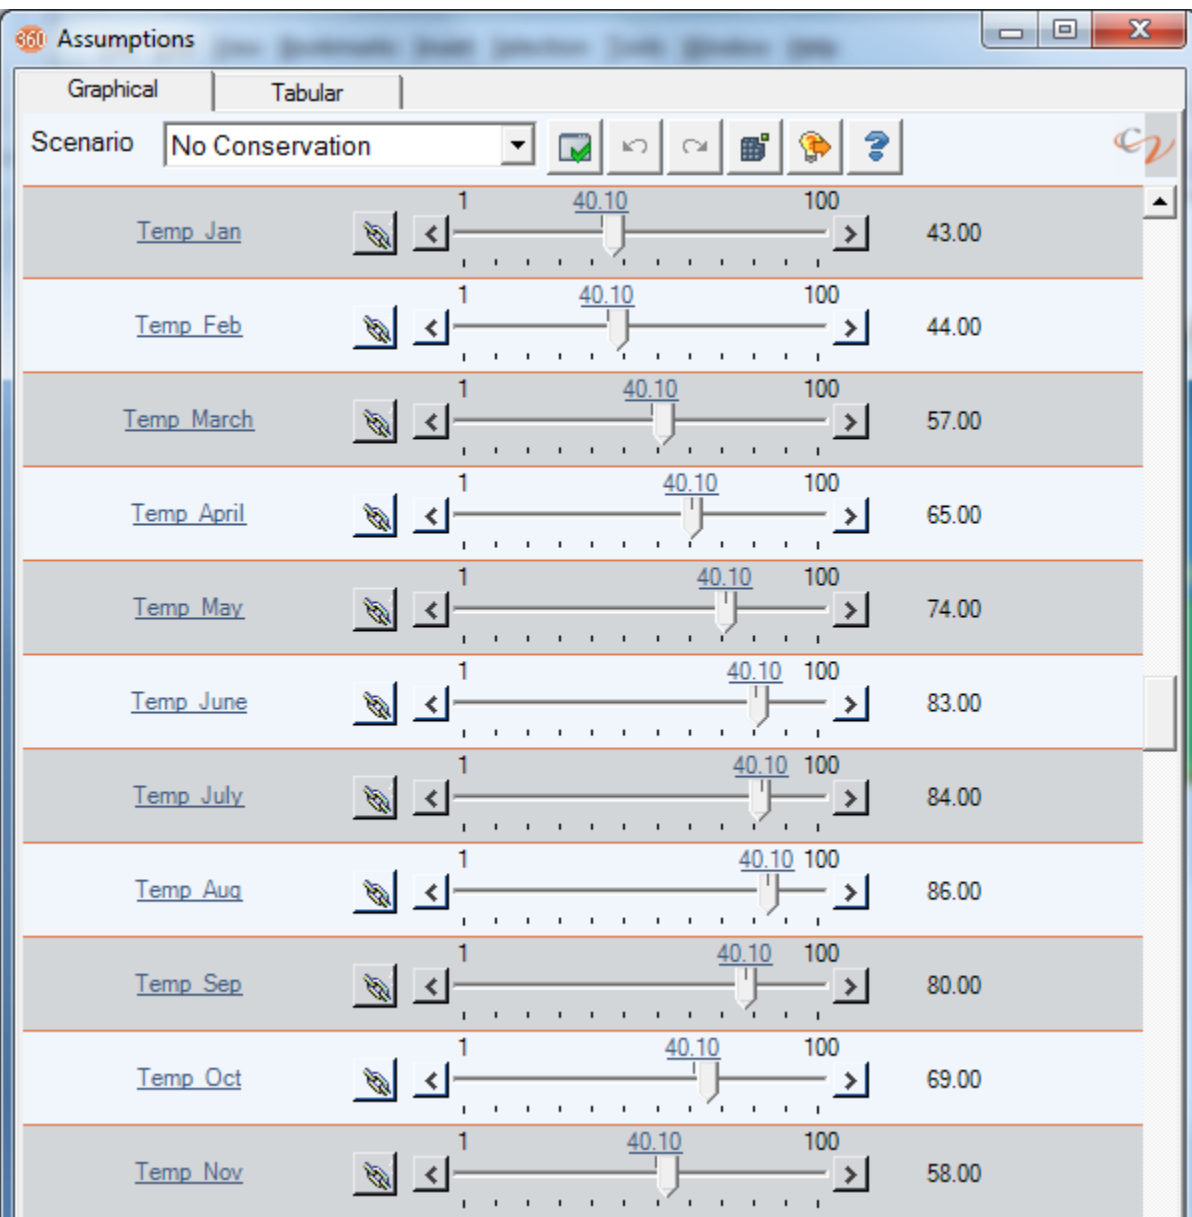 360 Assumptions
Graphical Tabular
Scenario No Conservation ? cv
1 40.10 100
Temp Jan 43.00
1 40.10 100
Temp Feb 44.00
1 40.10 100
Temp March 57.00
1 40.10 100
Temp April 65.00
1 40.10 100
Temp May 74.00
1 40.10 100
Temp June 83.00
1 40.10 100
Temp July 84.00
1 40.10 100
Temp Aug 86.00
1 40.10 100
Temp Sep 80.00
1 40.10 100
Temp Oct 69.00
1 40.10 100
Temp Nov 58.00